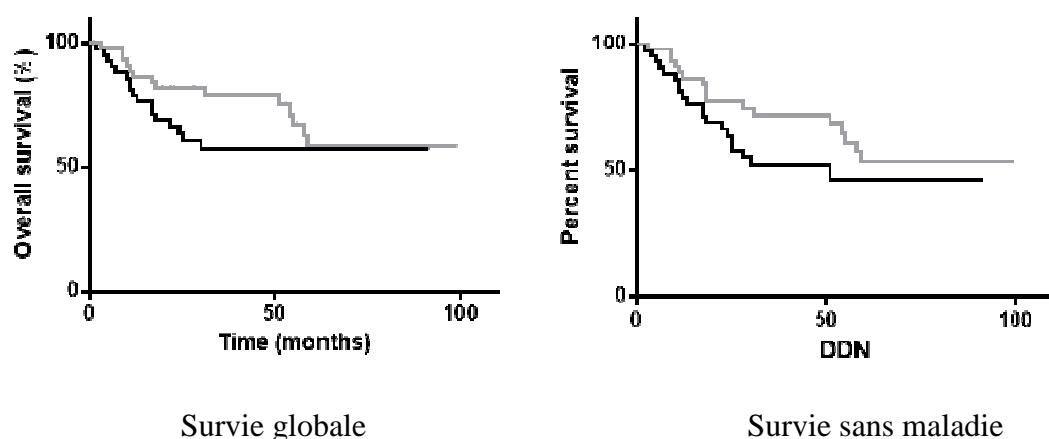 Overall survival (%)
100
50
0
0 50 100
Time (months)
Percent survival
100
50
0
0 50 100
DDN
Survie globale Survie sans maladie